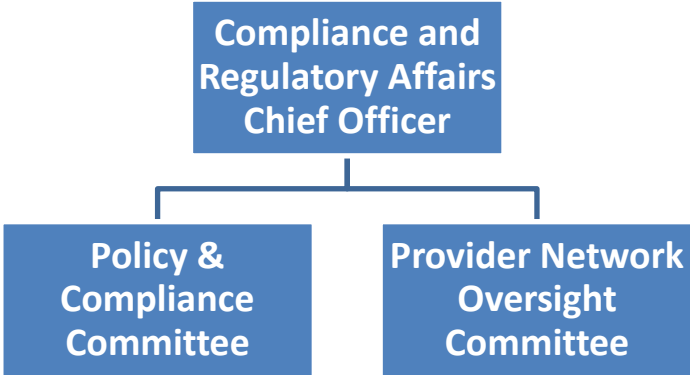 Compliance and
Regulatory Affairs
Chief Officer
Policy &
Compliance
Committee
Provider Network
Oversight
Committee